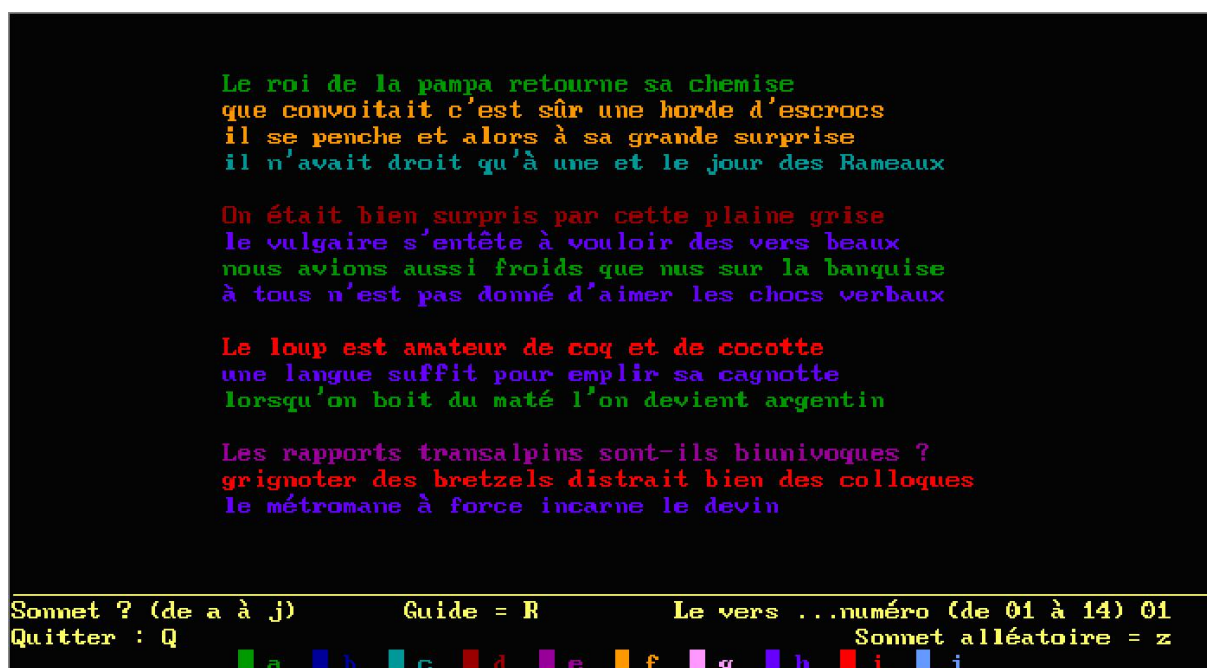 Le roi de la pampa retourne sa chemise
que convoitait c'est sûr une horde d'escrocs
il se penche et alors à sa grande surprise
il n'avait droit qu'à une et le jour des Rameaux
On était bien surpris par cette plaine grise
le vulgaire s'entête à vouloir des vers beaux
nous avions aussi froids que nus sur la banquise
à tous n'est pas donné d'aimer les chocs verbaux
Le loup est amateur de coq et de cocotte
une langue suffit pour emplir sa cagnotte
lorsqu'on boit du maté l'on devient argentin
Les rapports transalpins sont-ils biunivoques ?
grignoter des bretzels distrait bien des colloques
le métromane à force incarne le devin
Sonnet ? (de a à j) Guide = R Le vers ...numéro (de 01 à 14) 01
Quitter : Q Sonnet alléatoire = z
a b c d e f g h i j